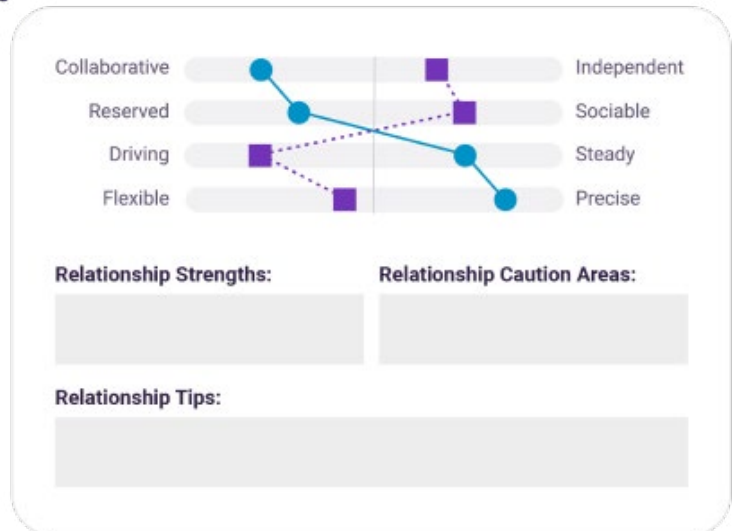 Collaborative Independent
Reserved Sociable
Driving Steady
Flexible Precise
Relationship Strengths: Relationship Caution Areas:
Relationship Tips: